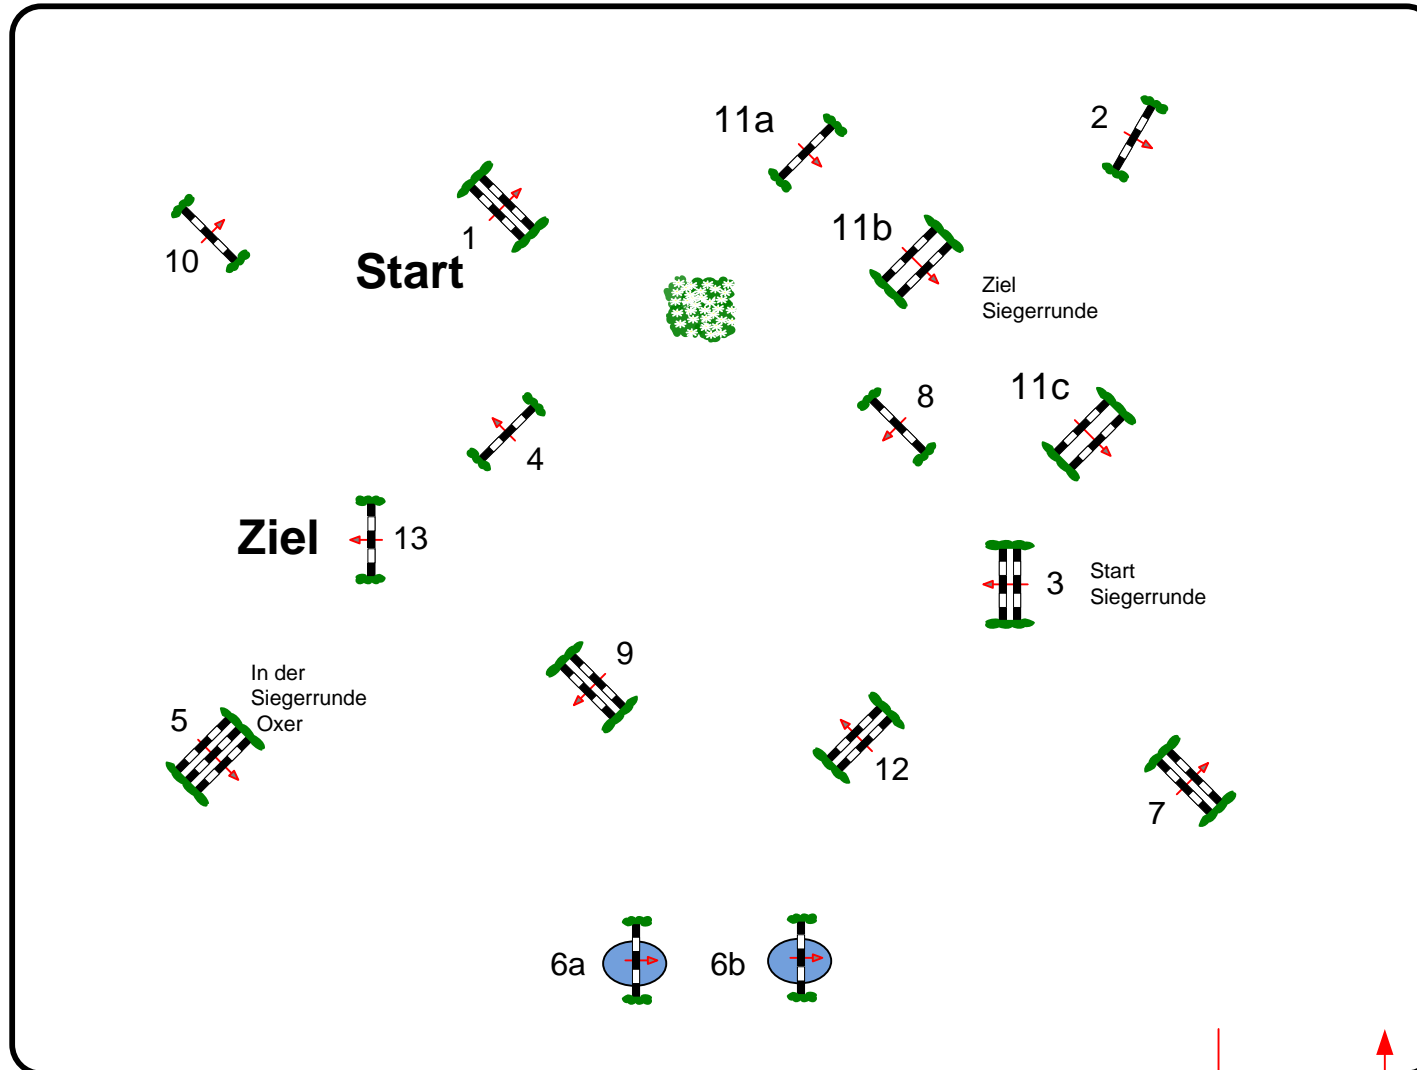 11a
2
11b
1
10
Start
Ziel
Siegerrunde
8
11c
4
Ziel
13
3
Start
Siegerrunde
9
In der
Siegerrunde
Oxer
5
12
7
6a
6b